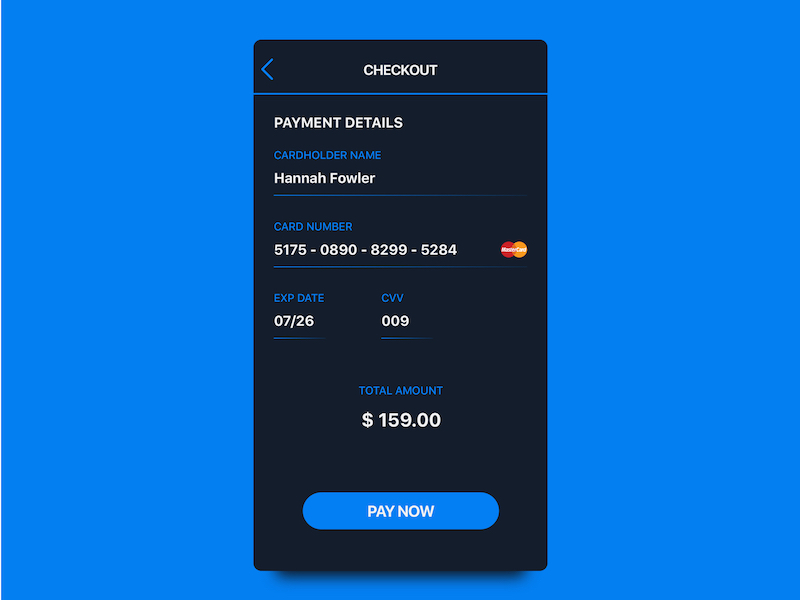 CHECKOUT
PAYMENT DETAILS
CARDHOLDER NAME
Hannah Fowler
CARD NUMBER
5175 - 0890 - 8299 - 5284
MasterCard
EXP DATE
CVV
07/26
009
TOTAL AMOUNT
$ 159.00
PAY NOW